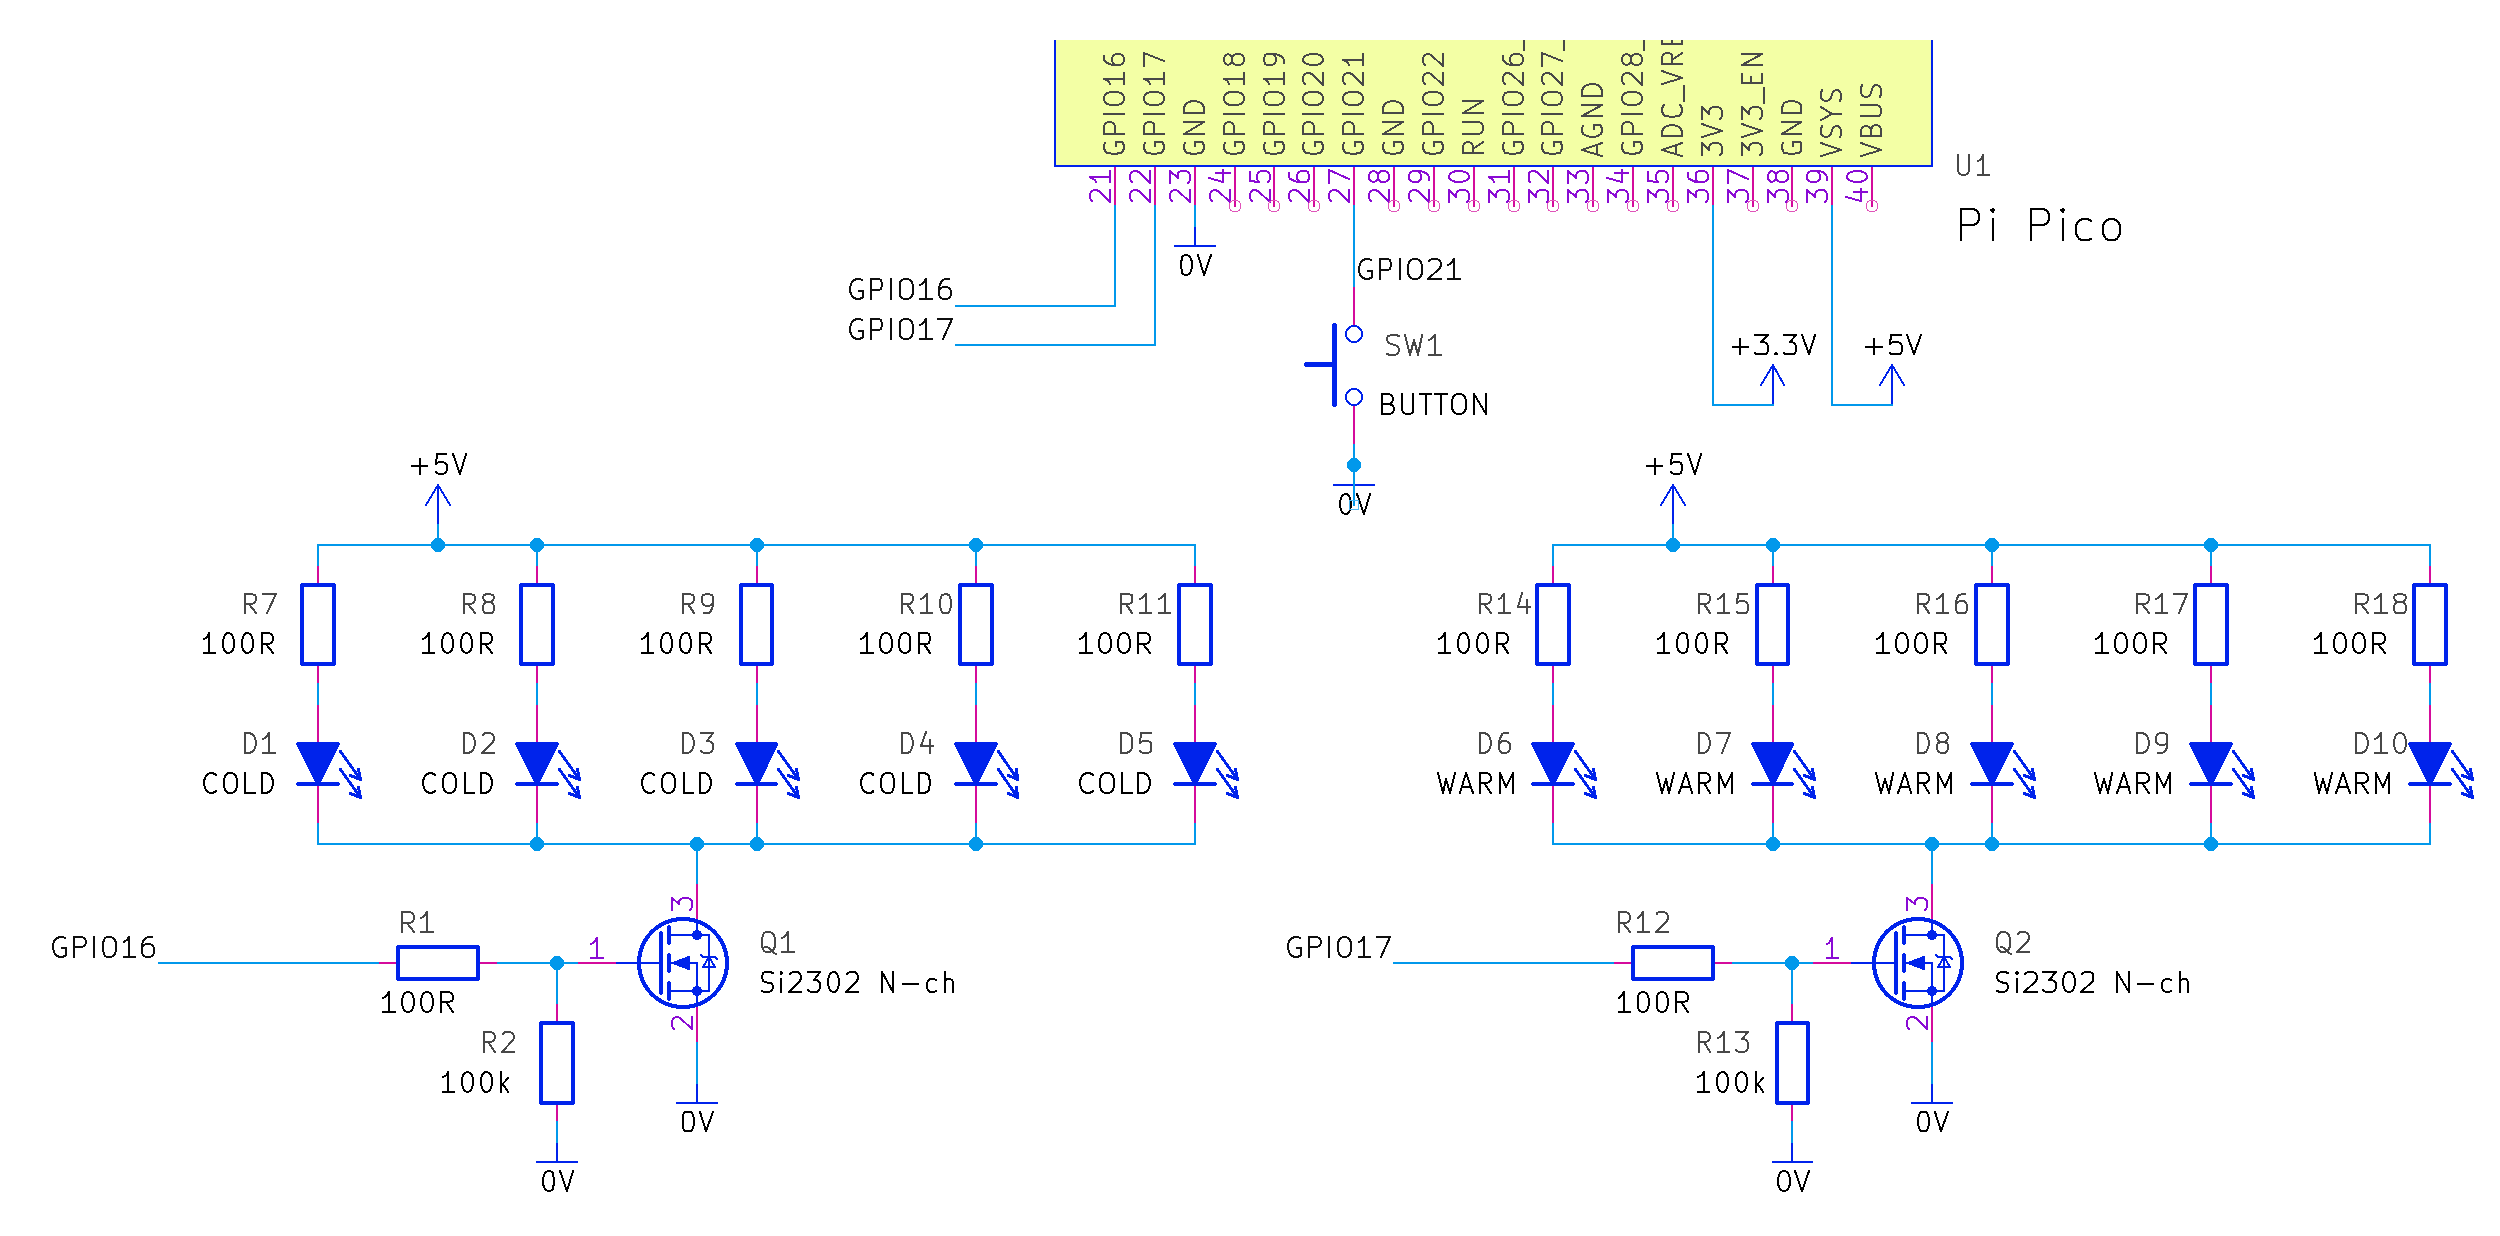 GPIO16
GPIO17
GND
GPIO18
GPIO19
GPIO20
GPIO21
GND
GPIO22
RUN
GPIO26_
GPIO27_
AGND
GPIO28_
ADC_VRE
3V3
3V3_EN
GND
VSYS
VBUS
21
22
23
24
25
26
27
28
29
30
31
32
33
34
35
36
37
38
39
40
U1
Pi Pico
0V
GPIO21
GPIO16
GPIO17
SW1
BUTTON
+3.3V
+5V
0V
+5V
+5V
R7
100R
R8
100R
R9
100R
R10
100R
R11
100R
R14
100R
R15
100R
R16
100R
R17
100R
R18
100R
D1
COLD
D2
COLD
D3
COLD
D4
COLD
D5
COLD
D6
WARM
D7
WARM
D8
WARM
D9
WARM
D10
WARM
GPIO16
R1
100R
1
3
2
Q1
Si2302 N-ch
R2
100k
0V
0V
GPIO17
R12
100R
1
3
2
Q2
Si2302 N-ch
R13
100k
0V
0V